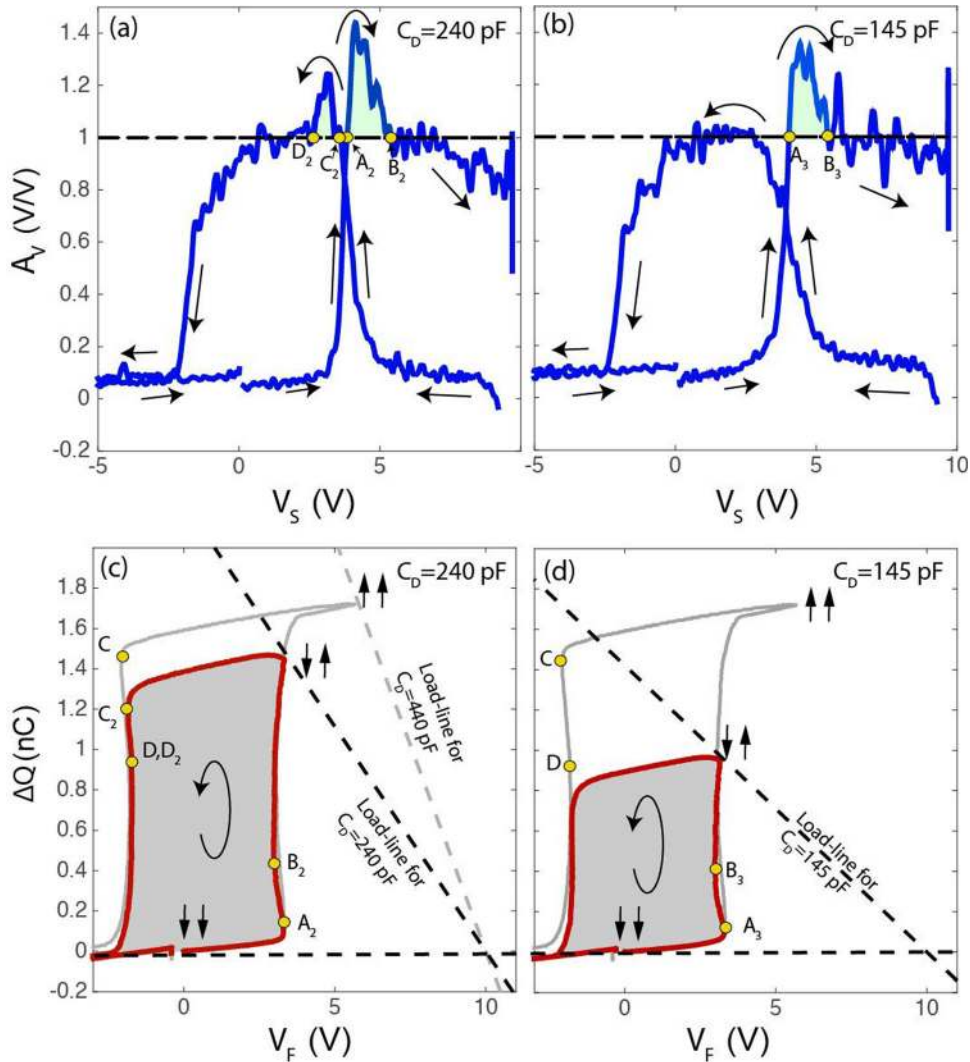 (a)
C_D=240 pF
1.4
1.2
1
0.8
0.6
0.4
0.2
0
-0.2
A_V (V/V)
D_2
C_2
A_2
B_2
-5
0
5
V_S (V)
(b)
C_D=145 pF
A_3
B_3
-5
0
5
10
V_S (V)
(c)
C_D=240 pF
1.8
1.6
1.4
1.2
1
0.8
0.6
0.4
0.2
0
-0.2
ΔQ (nC)
C
C_2
D,D_2
B_2
A_2
Load-line for
C_D=440 pF
Load-line for
C_D=240 pF
0
5
10
V_F (V)
(d)
C_D=145 pF
C
D
B_3
A_3
Load-line for
C_D=145 pF
0
5
10
V_F (V)